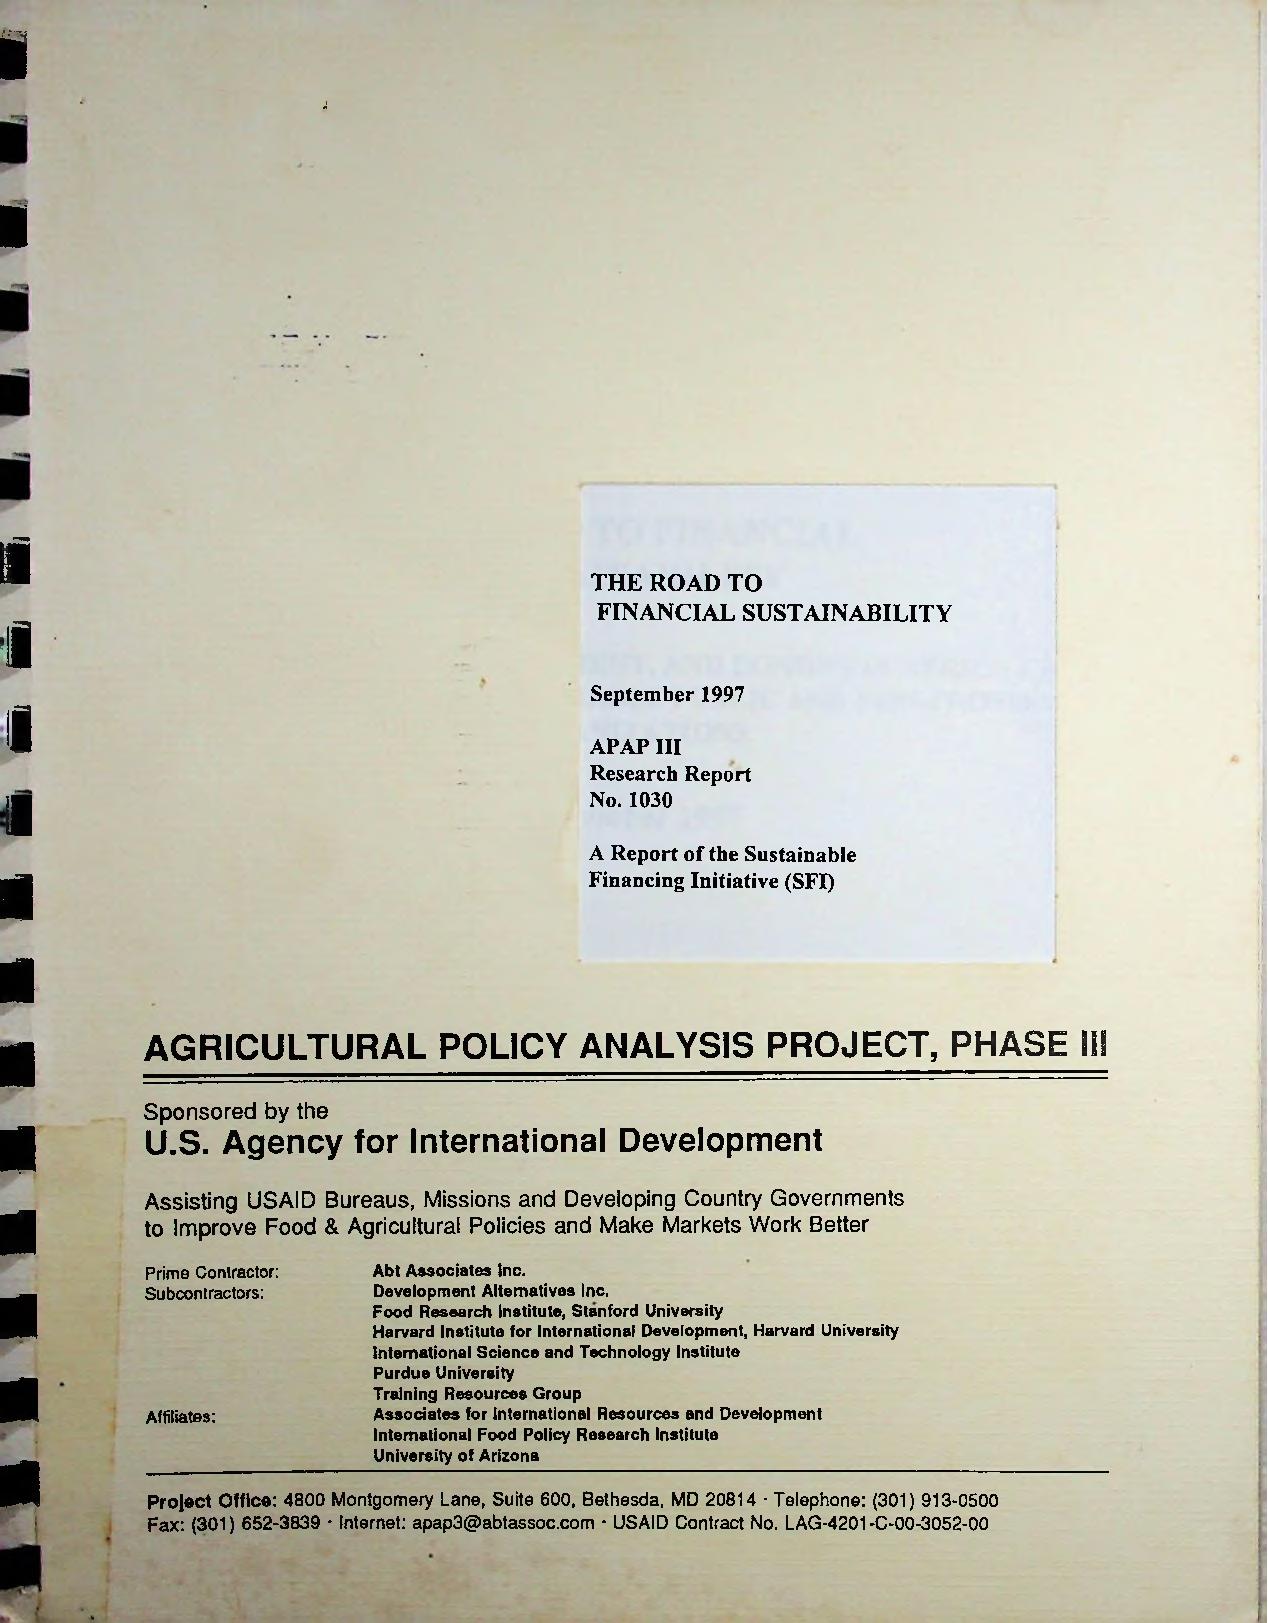 THE ROAD TO
FINANCIAL SUSTAINABILITY
September 1997
APAP III
Research Report
No. 1030
A Report of the Sustainable
Financing Initiative (SFI)
AGRICULTURAL POLICY ANALYSIS PROJECT, PHASE III
Sponsored by the
U.S. Agency for International Development
Assisting USAID Bureaus, Missions and Developing Country Governments
to Improve Food & Agricultural Policies and Make Markets Work Better
Prime Contractor: Abt Associates Inc.
Subcontractors: Development Alternatives Inc.
Food Research Institute, Stanford University
Harvard Institute for International Development, Harvard University
International Science and Technology Institute
Purdue University
Training Resources Group
Affiliates: Associates for International Resources and Development
International Food Policy Research Institute
University of Arizona
Project Office: 4800 Montgomery Lane, Suite 600, Bethesda, MD 20814 · Telephone: (301) 913-0500
Fax: (301) 652-3839 · Internet: apap3@abtassoc.com · USAID Contract No. LAG-4201-C-00-3052-00